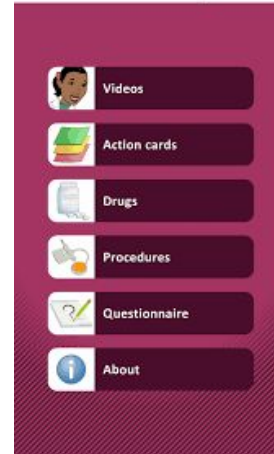 Videos
Action cards
Drugs
Procedures
Questionnaire
About